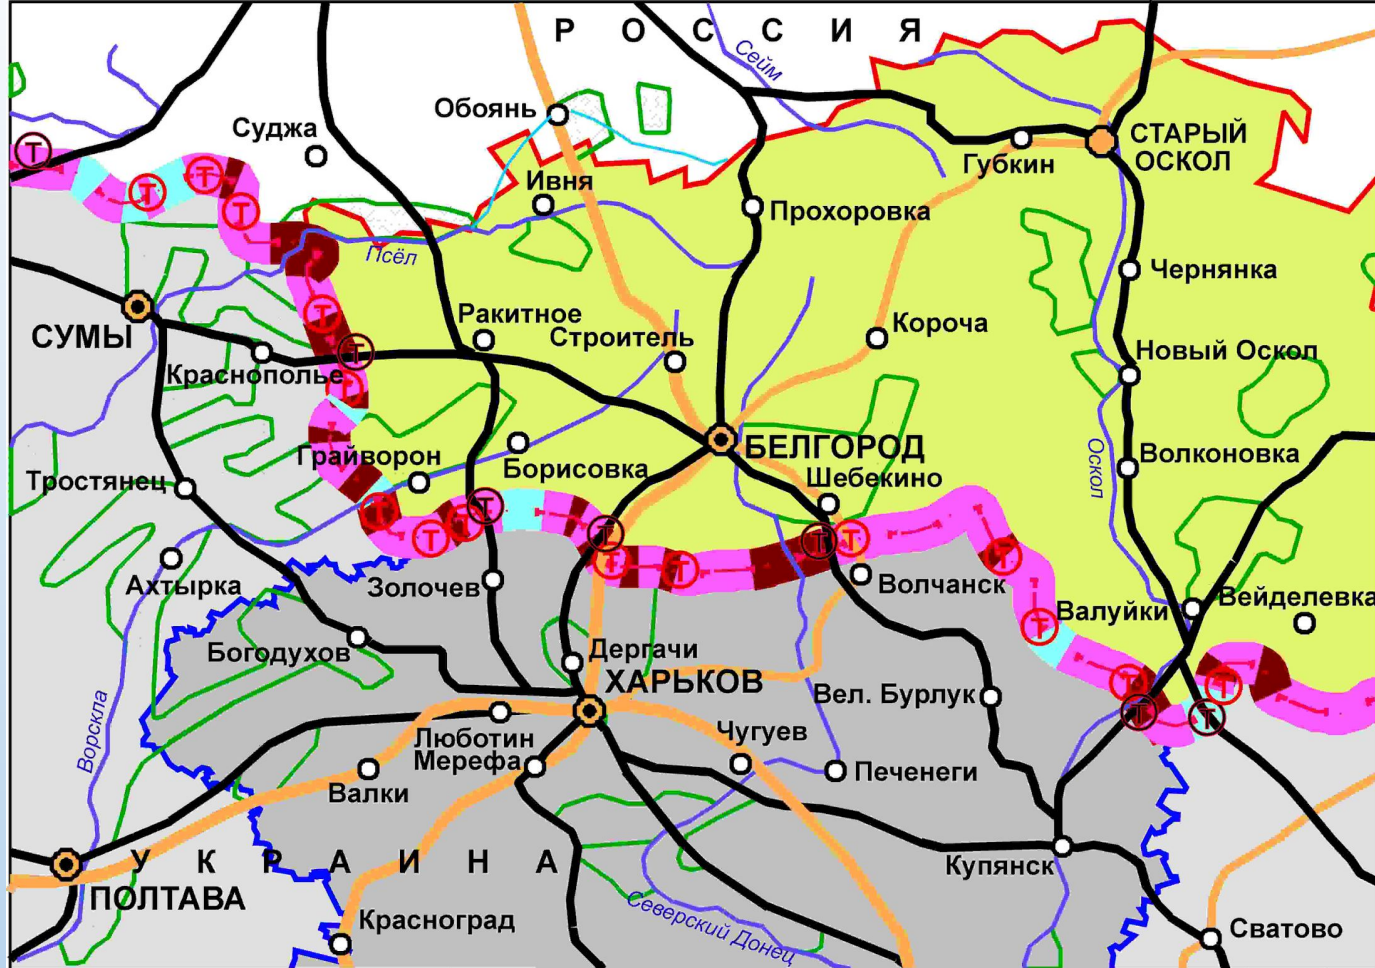 Р О С С И Я
Сейм
Обоянь
Суджа
СТАРЫЙ
ОСКОЛ
Губкин
Ивня
Прохоровка
Псёл
Чернянка
Ракитное
Строитель
Короча
СУМЫ
Новый Оскол
Краснополье
БЕЛГОРОД
Грайворон
Борисовка
Шебекино
Волконовка
Оскол
Тростянец
Т
Ахтырка
Золочев
Волчанск
Валуйки
Вейделевка
Богодухов
Дергачи
ХАРЬКОВ
Вел. Бурлук
Ворскла
Люботин
Мерефа
Чугуев
Печенеги
Валки
У К Р А И Н А
Купянск
ПОЛТАВА
Красноград
Северский Донец
Сватово